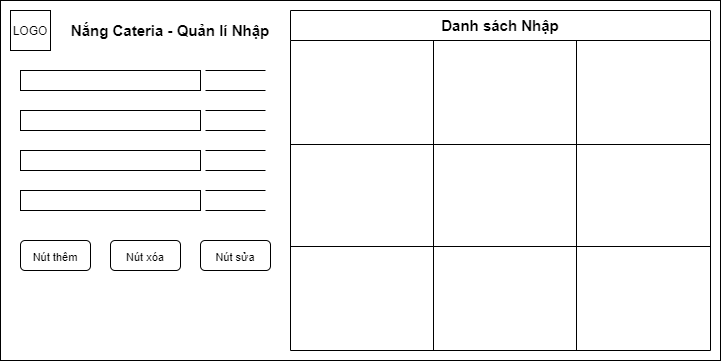 LOGO
Nắng Cateria - Quản lí Nhập
Danh sách Nhập
Nút thêm
Nút xóa
Nút sửa